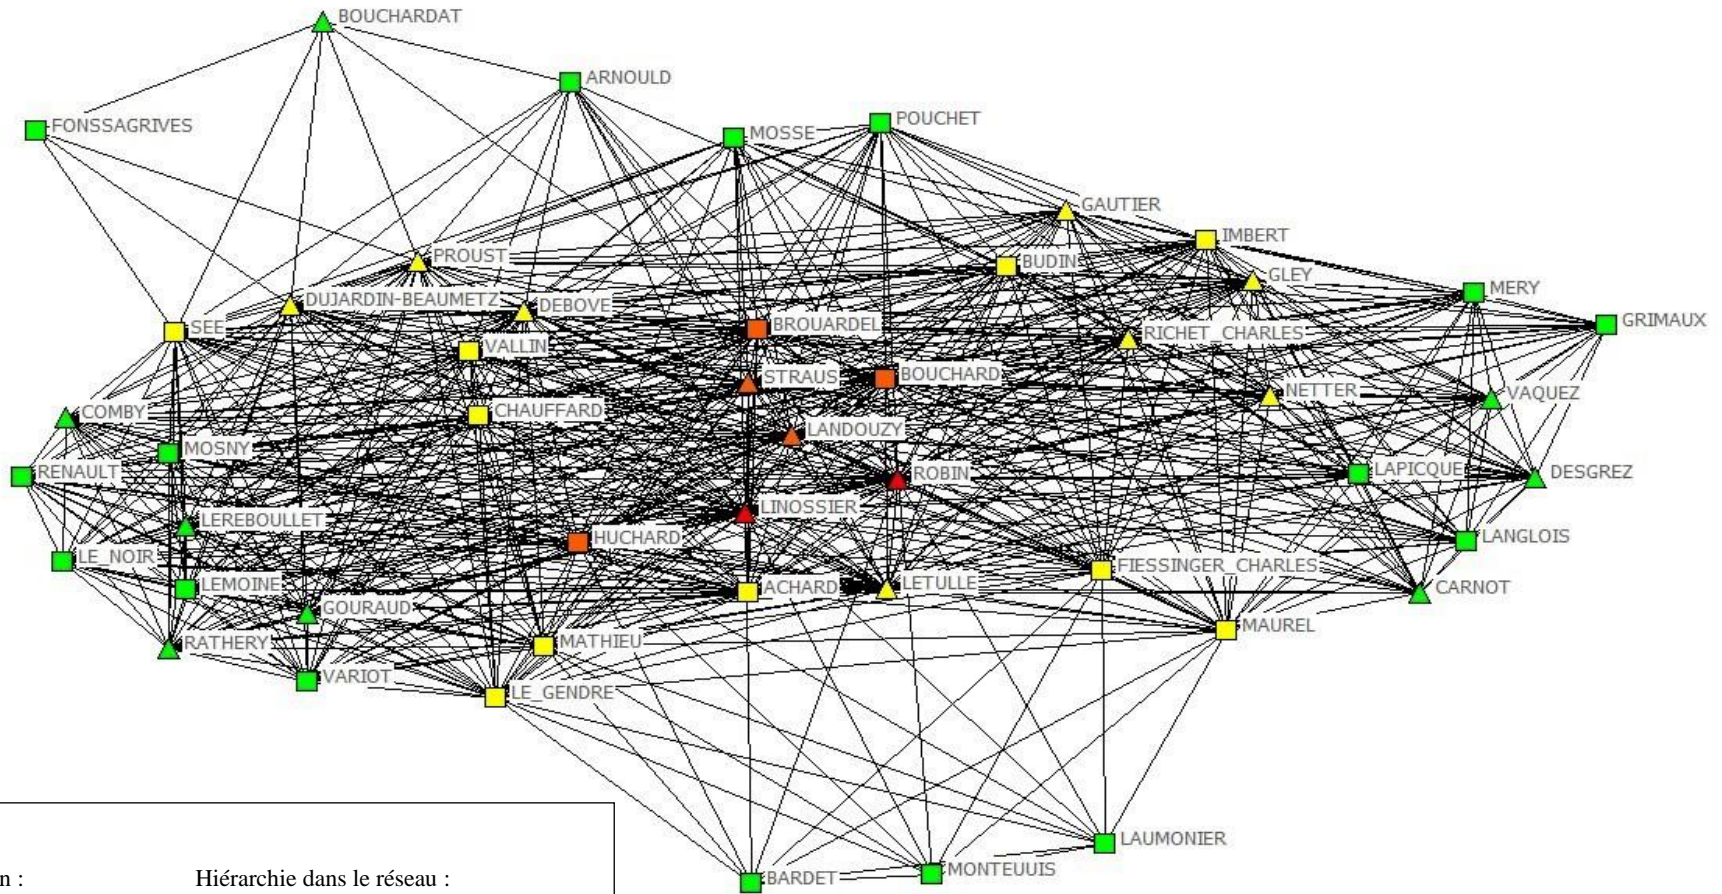 BOUCHARDAT
ARNOULD
FONSSAGRIVES
POUCHET
MOSSE
GAUTIER
IMBERT
PROUST
BUDIN
GLEY
MERY
DUJARDIN-BEAUMETZ
DEBOVE
GRIMAUX
SEE
BROUARDEL
RICHET_CHARLES
VALLIN
STRAUS
BOUCHARD
NETTER
VAQUEZ
COMBY
CHAUFFARD
LANDOUZY
MOSNY
RENAULT
ROBIN
LAPICQUE
DESGREZ
LINOSSIER
LEREBOULLET
HUCHARD
LANGLOIS
LE_NOIR
FIESSINGER_CHARLES
LEMOINE
ACHARD
LETULLE
CARNOT
GOURAUD
MAUREL
RATHERY
MATHIEU
VARIOT
LE_GENDRE
LAUMONIER
MONTEUUIS
BARDET
n :
Hiérarchie dans le réseau :